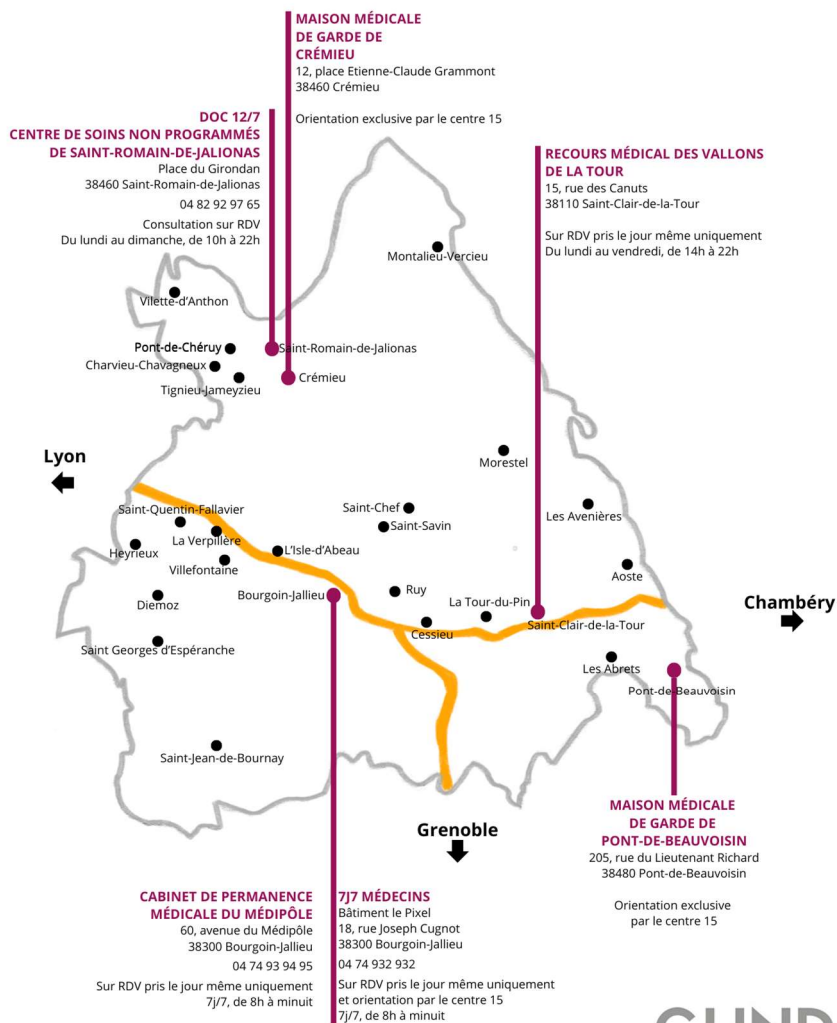 MAISON MÉDICALE
DE GARDE DE
CRÉMIEU
12, place Etienne-Claude Grammont
38460 Crémieu
Orientation exclusive par le centre 15
DOC 12/7
CENTRE DE SOINS NON PROGRAMMÉS
DE SAINT-ROMAIN-DE-JALIONAS
Place du Girondan
38460 Saint-Romain-de-Jalionas
04 82 92 97 65
Consultation sur RDV
Du lundi au dimanche, de 10h à 22h
RECOURS MÉDICAL DES VALLONS
DE LA TOUR
15, rue des Canuts
38110 Saint-Clair-de-la-Tour
Sur RDV pris le jour même uniquement
Du lundi au vendredi, de 14h à 22h
Montalieu-Vercieu
Vilette-d'Anthon
Pont-de-Chéruy
Saint-Romain-de-Jalionas
Charvieu-Chavagneux
Tignieu-Jameyzieu
Crémieu
Lyon
Morestel
Saint-Quentin-Fallavier
Saint-Chef
Les Avenières
Saint-Savin
La Verpillère
Heyrieux
L'Isle-d'Abeau
Villefontaine
Aoste
Ruy
Bourgoin-Jallieu
La Tour-du-Pin
Chambéry
Diemoz
Cessieu
Saint-Clair-de-la-Tour
Saint Georges d'Espéranche
Les Abrets
Pont-de-Beauvoisin
Saint-Jean-de-Bournay
Grenoble
MAISON MÉDICALE
DE GARDE DE
PONT-DE-BEAUVOISIN
205, rue du Lieutenant Richard
38480 Pont-de-Beauvoisin
Orientation exclusive
par le centre 15
CABINET DE PERMANENCE
MÉDICALE DU MÉDIPÔLE
60, avenue du Médipôle
38300 Bourgoin-Jallieu
04 74 93 94 95
Sur RDV pris le jour même uniquement
7j/7, de 8h à minuit
7J7 MÉDECINS
Bâtiment le Pixel
18, rue Joseph Cugnot
38300 Bourgoin-Jallieu
04 74 932 932
Sur RDV pris le jour même uniquement
et orientation par le centre 15
7j/7, de 8h à minuit